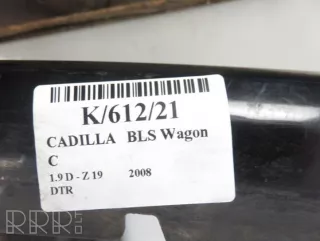 K/612/21
CADILLA BLS Wagon
C
1.9 D - Z 19 2008
DTR
RRR.lt